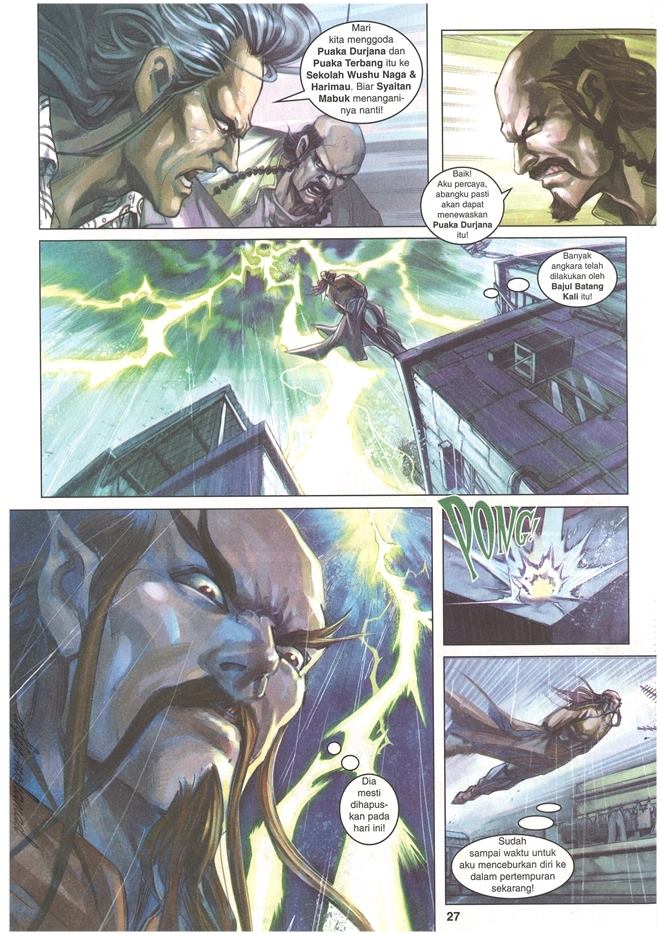 Mari
kita menggoda
Puaka Durjana dan
Puaka Terbang itu ke
Sekolah Wushu Naga &
Harimau. Biar Syaitan
Mabuk menangani-
nya nanti!
Baik!
Aku percaya,
abangku pasti
akan dapat
menewaskan
Puaka Durjana
itu!
Banyak
angkara telah
dilakukan oleh
Bajul Batang
Kali itu!
PONG!
Dia
mesti
dihapus-
kan pada
hari ini!
Sudah
sampai waktu untuk
aku menceburkan diri ke
dalam pertempuran
sekarang!
27